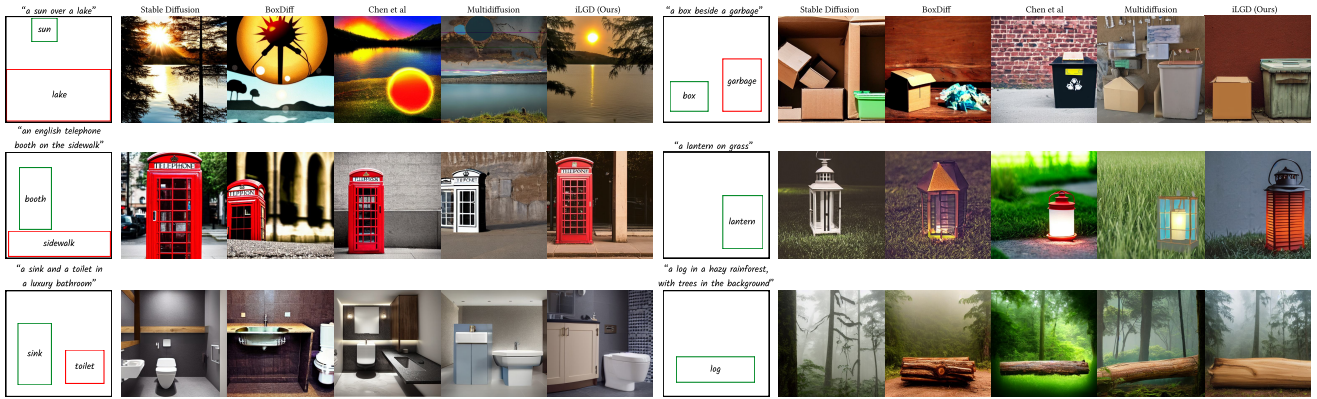 "a sun over a lake"
Stable Diffusion
BoxDiff
Chen et al
Multidiffusion
iLGD (Ours)
sun
lake
"a box beside a garbage"
Stable Diffusion
BoxDiff
Chen et al
Multidiffusion
iLGD (Ours)
box
garbage
"an english telephone
booth on the sidewalk"
booth
sidewalk
TELEPHONE
"a lantern on grass"
lantern
"a sink and a toilet in
a luxury bathroom"
sink
toilet
"a log in a hazy rainforest,
with trees in the background"
log